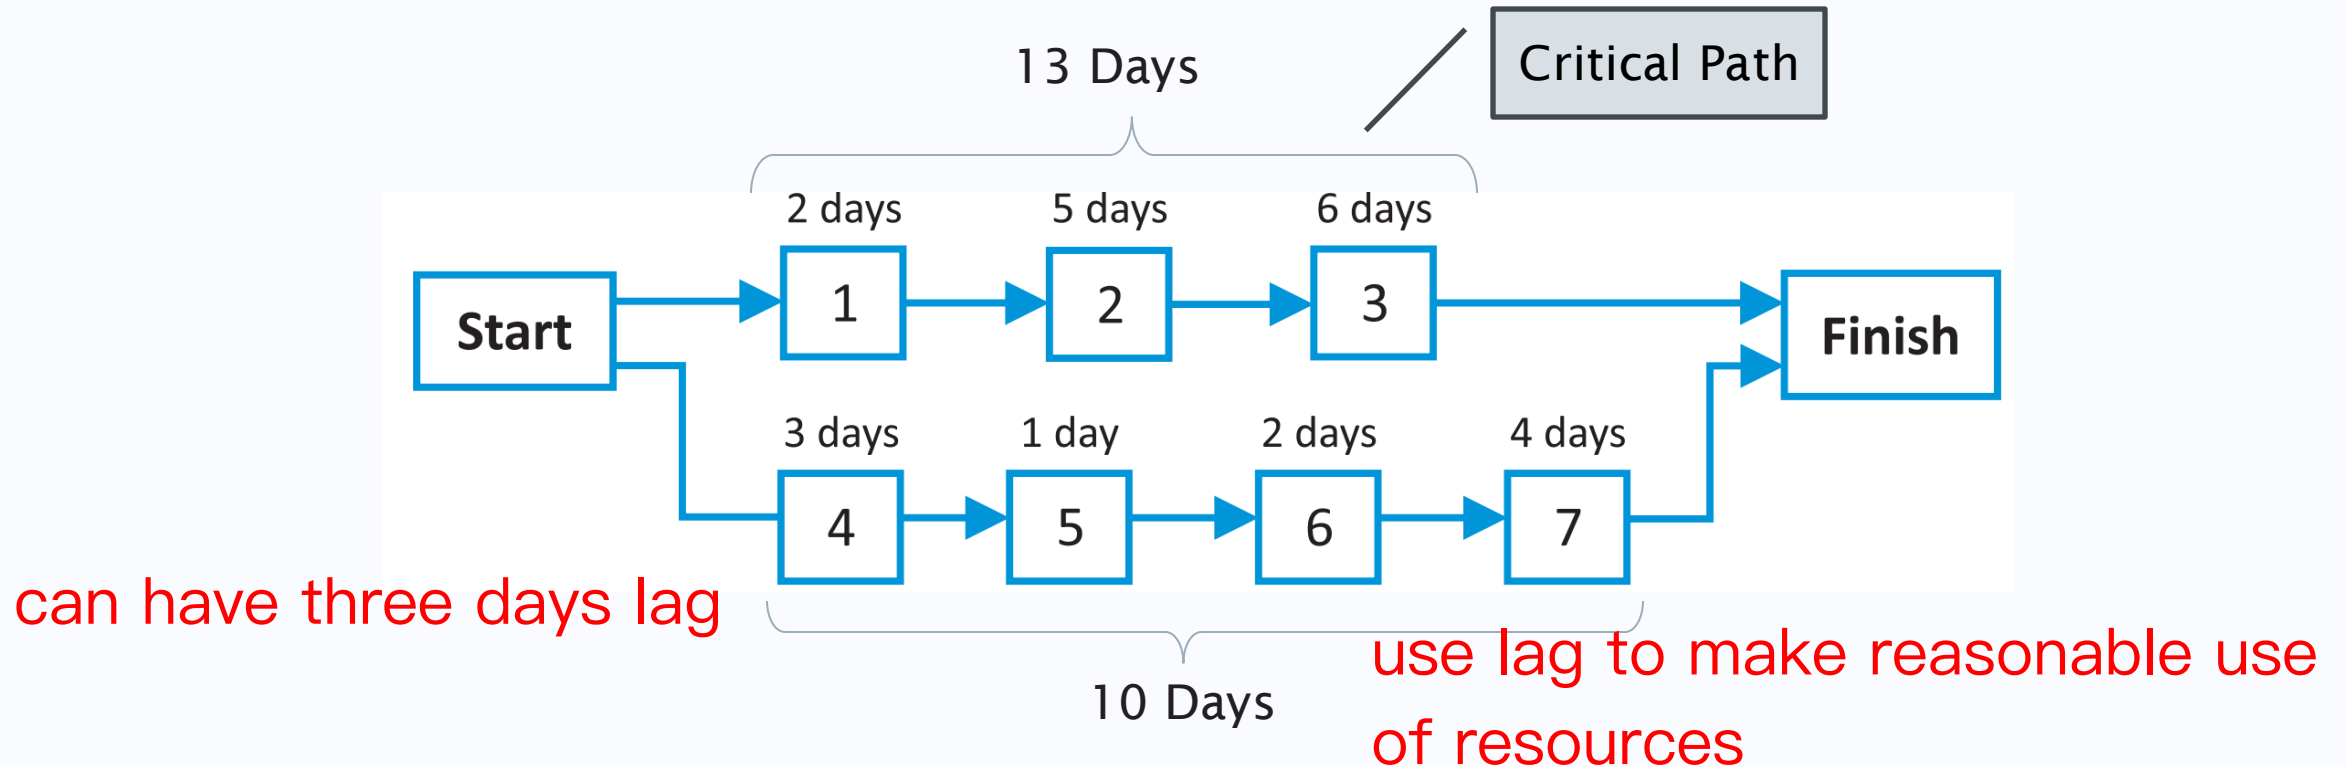 13 Days
Critical Path
2 days
5 days
6 days
Start
1
2
3
Finish
3 days
1 day
2 days
4 days
4
5
6
7
can have three days lag
10 Days
use lag to make reasonable use
of resources